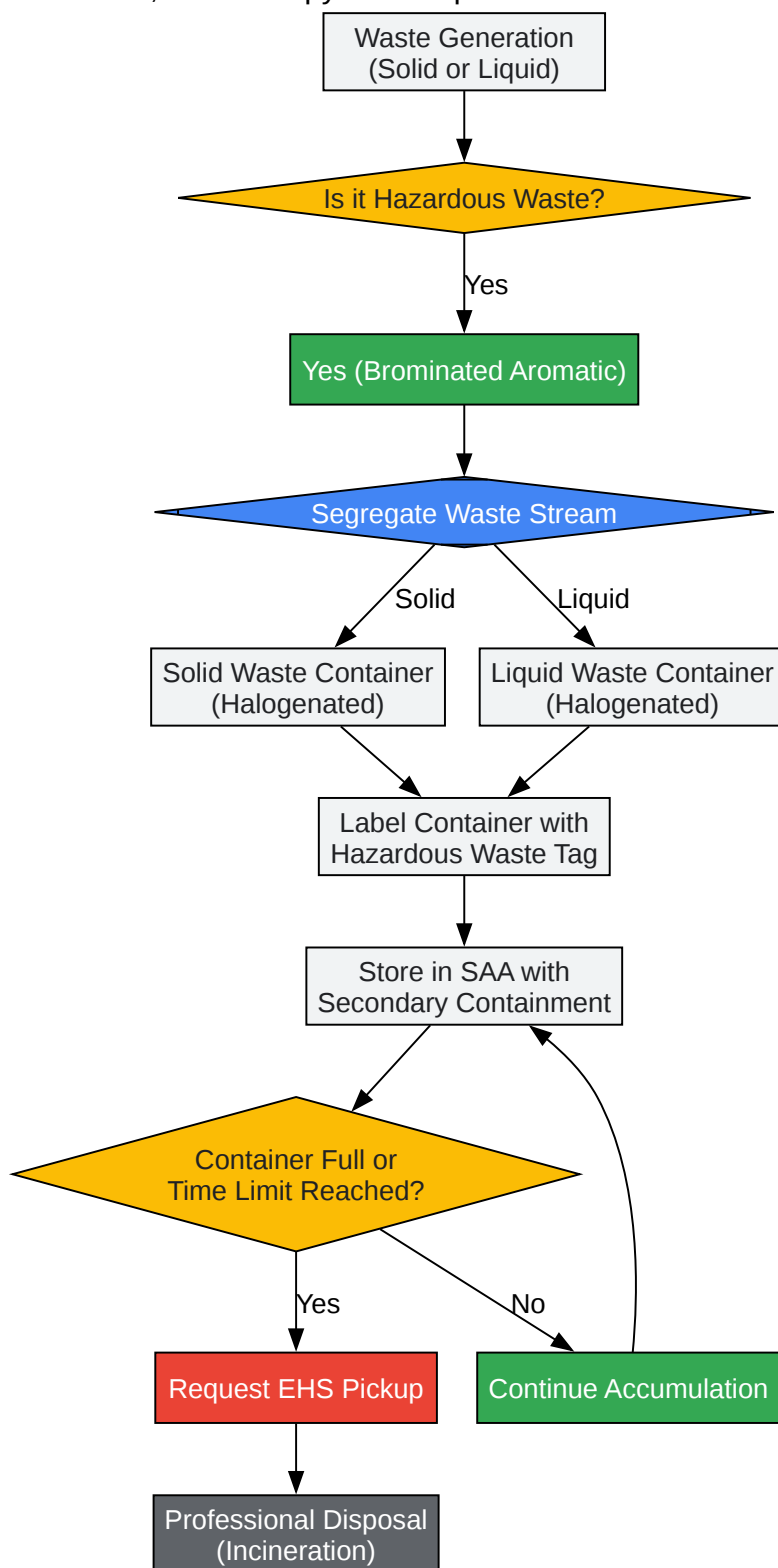 Waste Generation
(Solid or Liquid)
Is it Hazardous Waste?
Yes
Yes (Brominated Aromatic)
Segregate Waste Stream
Solid
Liquid
Solid Waste Container
(Halogenated)
Liquid Waste Container
(Halogenated)
Label Container with
Hazardous Waste Tag
Store in SAA with
Secondary Containment
Container Full or
Time Limit Reached?
Yes
No
Request EHS Pickup
Continue Accumulation
Professional Disposal
(Incineration)